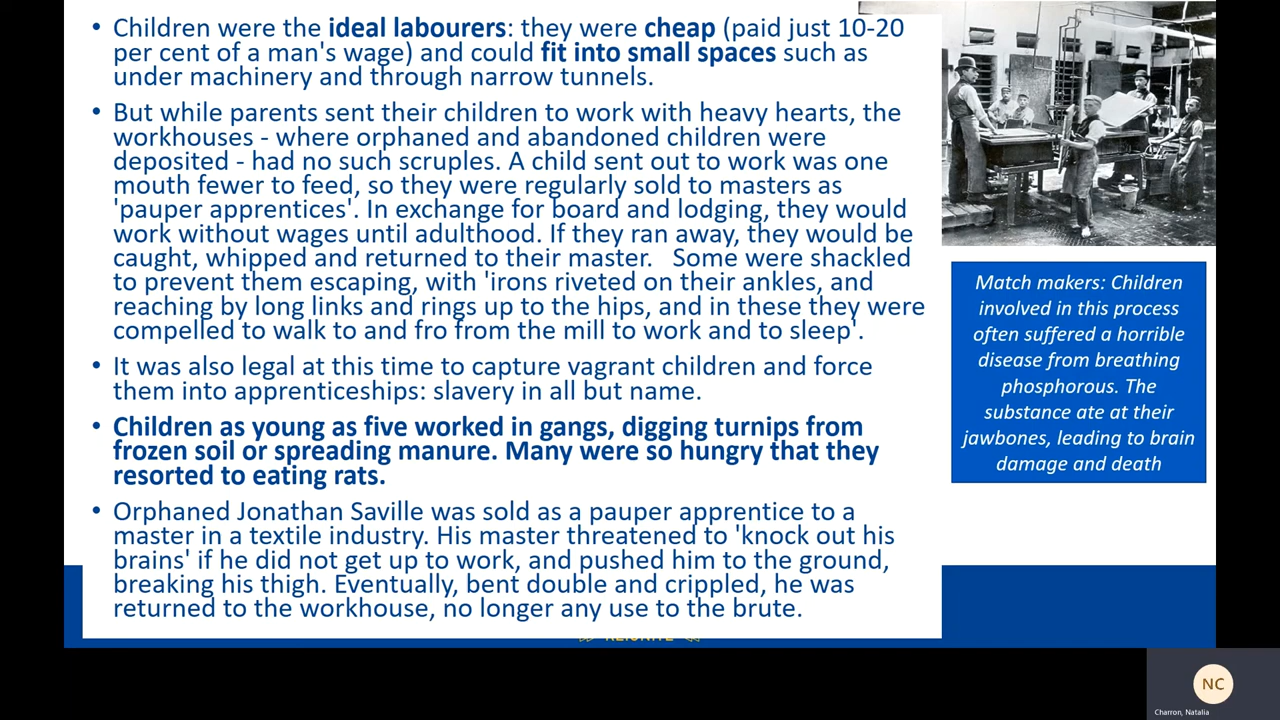 • Children were the ideal labourers: they were cheap (paid just 10-20
per cent of a man's wage) and could fit into small spaces such as
under machinery and through narrow tunnels.
• But while parents sent their children to work with heavy hearts, the
workhouses - where orphaned and abandoned children were
deposited - had no such scruples. A child sent out to work was one
mouth fewer to feed, so they were regularly sold to masters as
'pauper apprentices'. In exchange for board and lodging, they would
work without wages until adulthood. If they ran away, they would be
caught, whipped and returned to their master. Some were shackled
to prevent them escaping, with 'irons riveted on their ankles, and
reaching by long links and rings up to the hips, and in these they were
compelled to walk to and fro from the mill to work and to sleep'.
• It was also legal at this time to capture vagrant children and force
them into apprenticeships: slavery in all but name.
• Children as young as five worked in gangs, digging turnips from
frozen soil or spreading manure. Many were so hungry that they
resorted to eating rats.
• Orphaned Jonathan Saville was sold as a pauper apprentice to a
master in a textile industry. His master threatened to 'knock out his
brains' if he did not get up to work, and pushed him to the ground,
breaking his thigh. Eventually, bent double and crippled, he was
returned to the workhouse, no longer any use to the brute.
Match makers: Children
involved in this process
often suffered a horrible
disease from breathing
phosphorous. The
substance ate at their
jawbones, leading to brain
damage and death
NC
Charron, Natalia